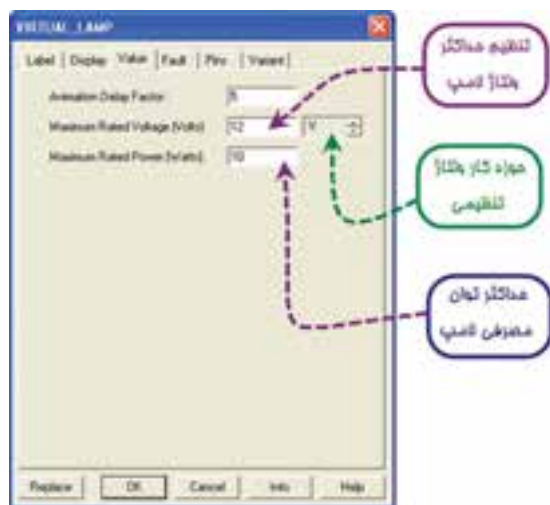 VIRTUAL_LAMP
Label Display Value Fault Pins Variant
Animation Delay Factor: 5
Maximum Rated Voltage (Volts): 12 V
Maximum Rated Power (Watts): 10
Replace OK Cancel Info Help
تنظیم حداکثر
ولتاژ لامپ
حوزه کار ولتاژ
تنظیمی
حداکثر توان
مصرفی لامپ